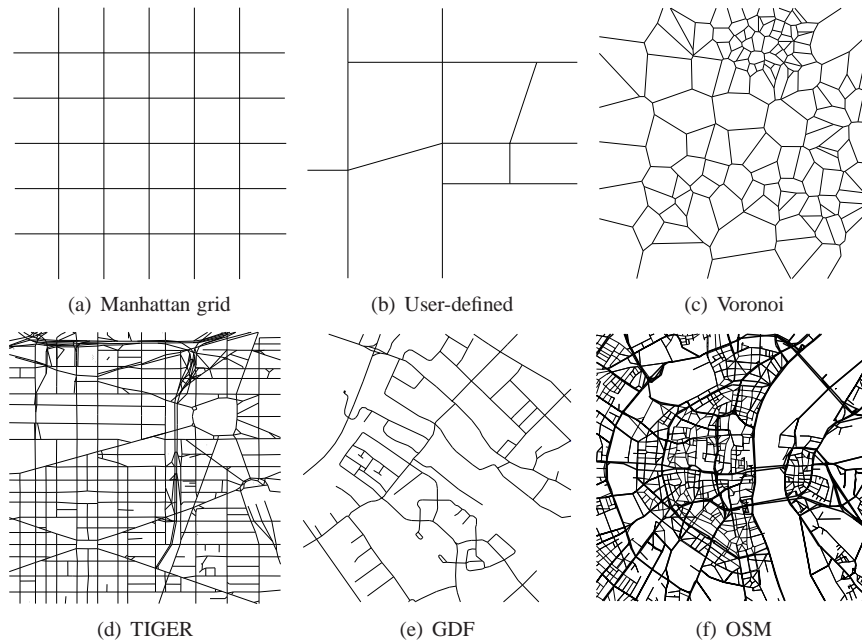 (a) Manhattan grid
(b) User-defined
(c) Voronoi
(d) TIGER
(e) GDF
(f) OSM